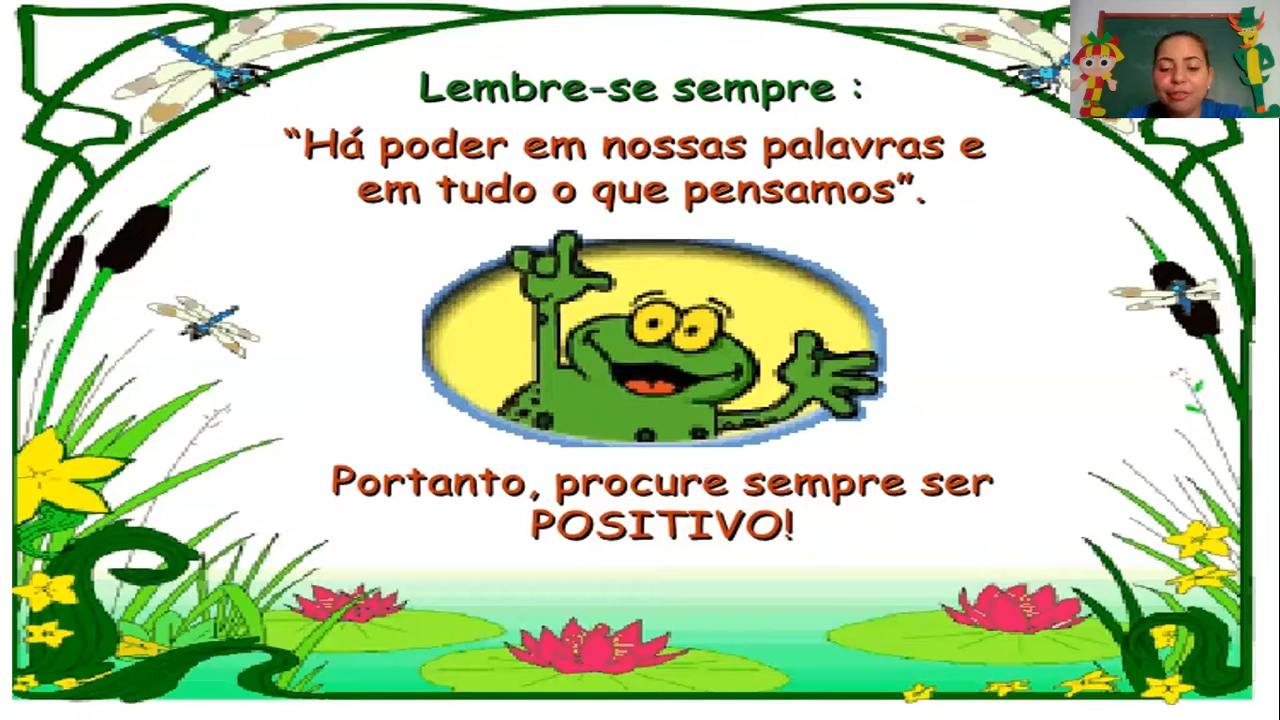 Lembre-se sempre :
“Há poder em nossas palavras e
em tudo o que pensamos”.
Portanto, procure sempre ser
POSITIVO!